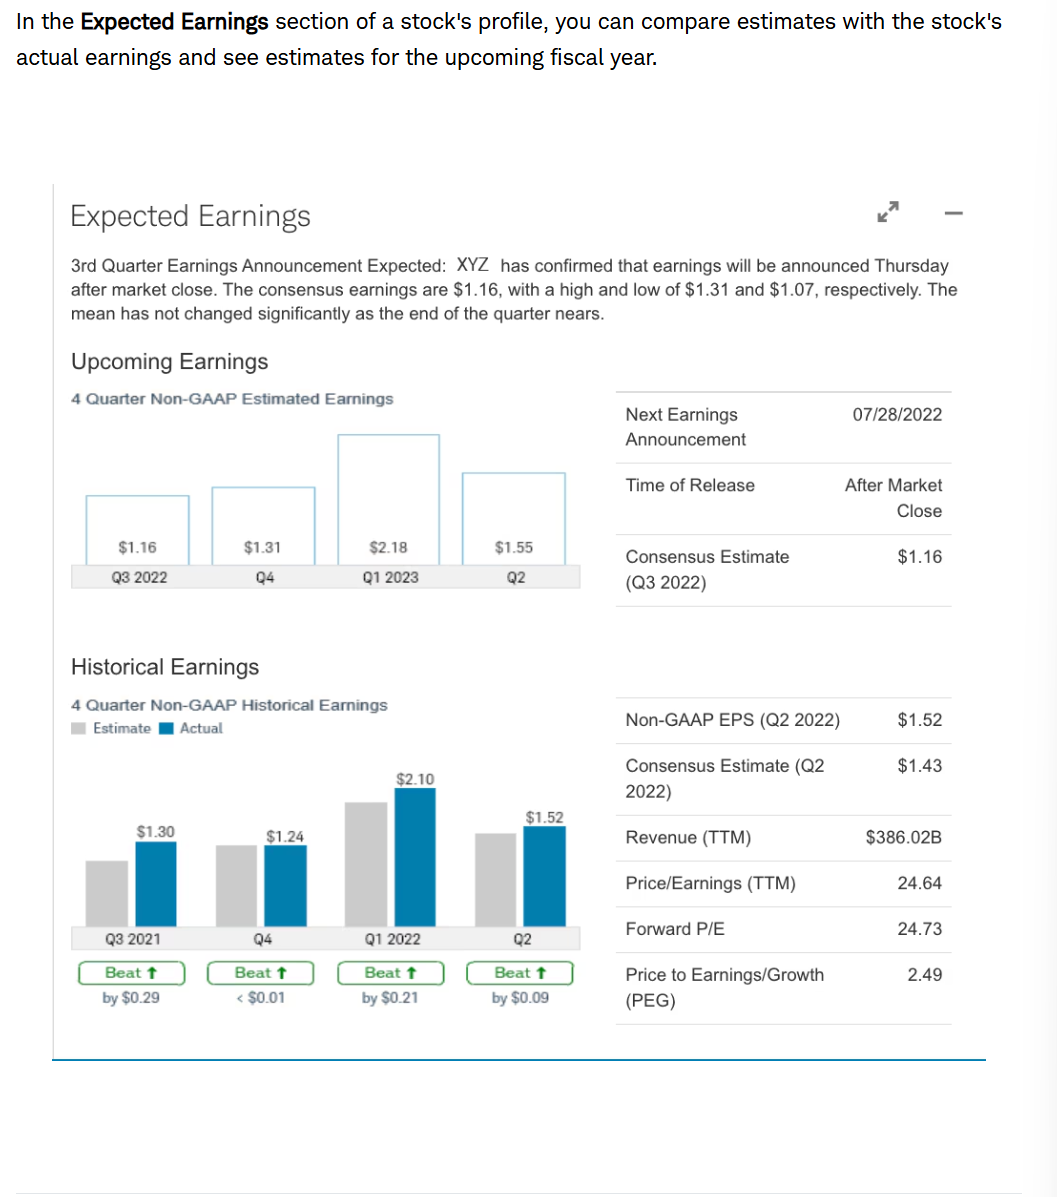 In the Expected Earnings section of a stock's profile, you can compare estimates with the stock's
actual earnings and see estimates for the upcoming fiscal year.
Expected Earnings
3rd Quarter Earnings Announcement Expected: XYZ has confirmed that earnings will be announced Thursday
after market close. The consensus earnings are $1.16, with a high and low of $1.31 and $1.07, respectively. The
mean has not changed significantly as the end of the quarter nears.
Upcoming Earnings
4 Quarter Non-GAAP Estimated Earnings
$1.16 $1.31 $2.18 $1.55
Q3 2022 Q4 Q1 2023 Q2
Next Earnings 07/28/2022
Announcement
Time of Release After Market
Close
Consensus Estimate $1.16
(Q3 2022)
Historical Earnings
4 Quarter Non-GAAP Historical Earnings
Estimate Actual
$1.30 $1.24 $2.10 $1.52
Q3 2021 Q4 Q1 2022 Q2
Beat ↑ Beat ↑ Beat ↑ Beat ↑
by $0.29 < $0.01 by $0.21 by $0.09
Non-GAAP EPS (Q2 2022) $1.52
Consensus Estimate (Q2 $1.43
2022)
Revenue (TTM) $386.02B
Price/Earnings (TTM) 24.64
Forward P/E 24.73
Price to Earnings/Growth 2.49
(PEG)